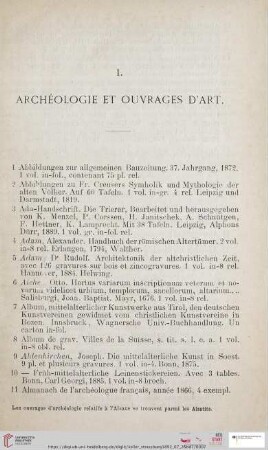 I.
ARCHÉOLOGIE ET OUVRAGES D'ART.
1 Abbildungen zur allgemeinen Bauzeitung. 37. Jahrgang, 1872.
1 vol. in-fol., contenant 75 pl. rel.
2 Abbildungen zu Fr. Creuzers Symbolik und Mythologie der
alten Völker. Auf 60 Tafeln. 1 vol. in-gr. 4 rel. Leipzig und
Darmstadt, 1819.
3 Ada-Handschrift, Die Trierer, Bearbeitet und herausgegeben
von K. Menzel, P. Corssen, H. Janitschek, A. Schnütgen,
F. Hettner, K. Lamprecht. Mit 38 Tafeln. Leipzig, Alphons
Dürr, 1889. 1 vol. gr. in-fol. rel.
4 Adam, Alexander. Handbuch der römischen Altertümer. 2 vol.
in-8 rel. Erlangen, 1794, Walther.
5 Adamy, Dr Rudolf. Architektonik der altchristlichen Zeit,
avec 126 gravures sur bois et zincogravures. 1 vol. in-8 rel.
Hannover, 1884, Helwing.
6 Aicher, Otto. Hortus variarum inscriptionum veterum et no-
varum, videlicet urbium, templorum, sacellorum, altarium...
Salisburgi, Joan. Baptist. Mayr, 1676. 1 vol. in-8 rel.
7 Album, mittelalterlicher Kunstwerke aus Tirol, den deutschen
Kunstvereinen gewidmet vom christlichen Kunstverein in
Bozen. Innsbruck, Wagnersche Univ.-Buchhandlung. Un
carton in-fol.
8 Album de grav. Villes de la Suisse, s. tit. s. l. e. a. 1 vol.
in-8 obl. rel.
9 Aldenkirchen, Joseph. Die mittelalterliche Kunst in Soest.
9 pl. et plusieurs gravures. 1 vol. in-4. Bonn, 1875.
10 — Früh-mittelalterliche Leinenstickereien. Avec 3 tables.
Bonn, Carl Georgi, 1885. 1 vol. in-8 broch.
11 Almanach de l'archéologue français, année 1866, 4 exempl.
Les ouvrages d'archéologie relatifs à l'Alsace se trouvent parmi les Alsatica.